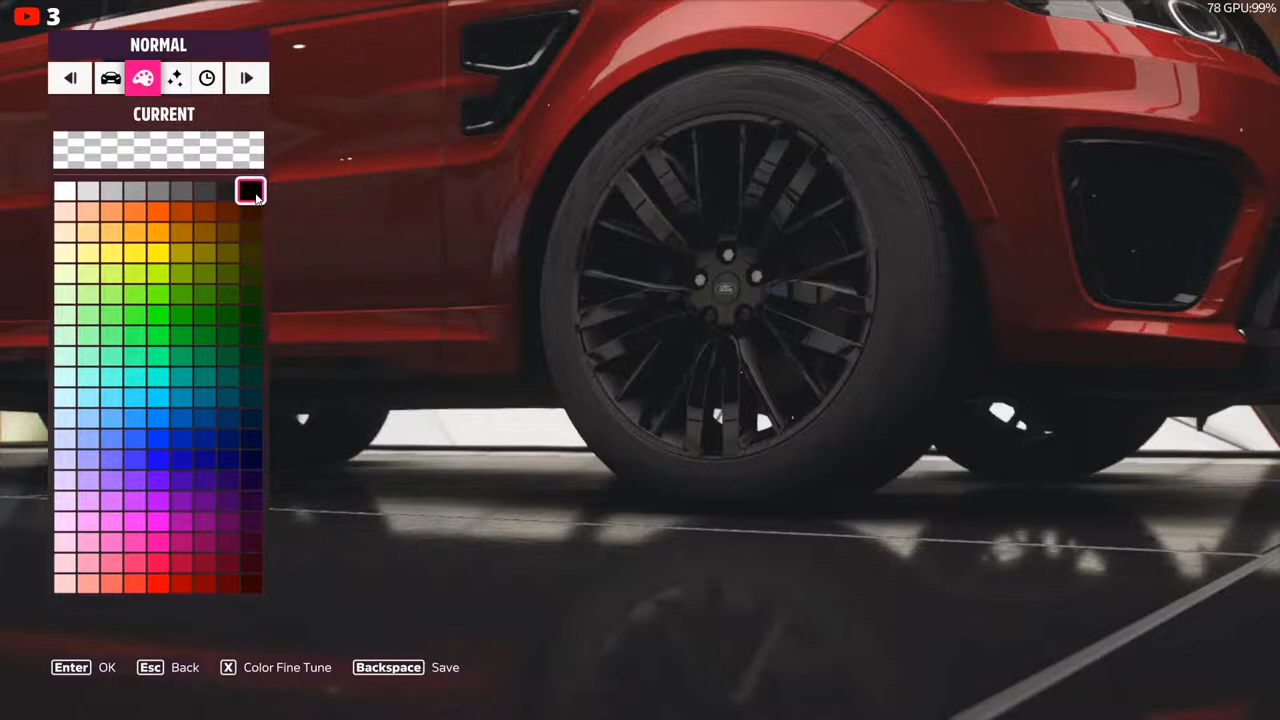 3
78 GPU:99%
NORMAL
CURRENT
Enter OK Esc Back X Color Fine Tune Backspace Save